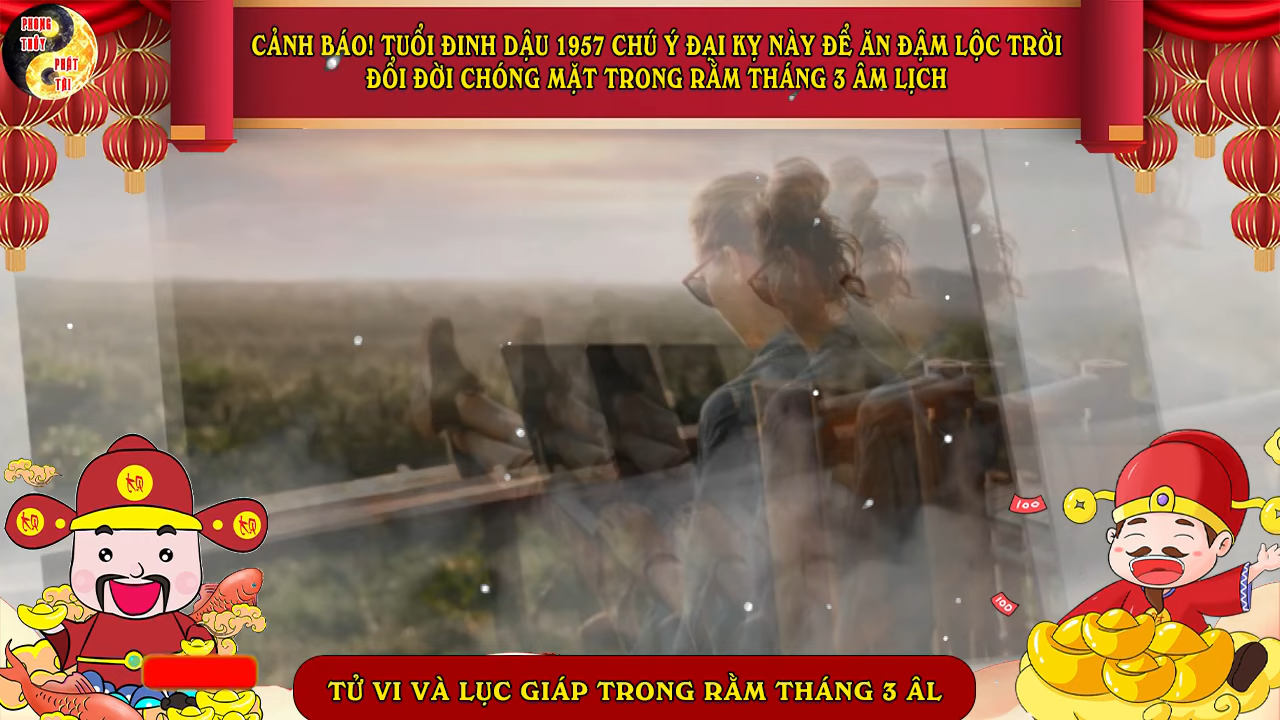 PHONG
THỦY
PHÁT
TÀI
CẢNH BÁO! TUỔI ĐINH DẬU 1957 CHÚ Ý ĐẠI KỴ NÀY ĐỂ ĂN ĐẬM LỘC TRỜI
ĐỔI ĐỜI CHÓNG MẶT TRONG RẰM THÁNG 3 ÂM LỊCH
100
100
TỬ VI VÀ LỤC GIÁP TRONG RẰM THÁNG 3 ÂL